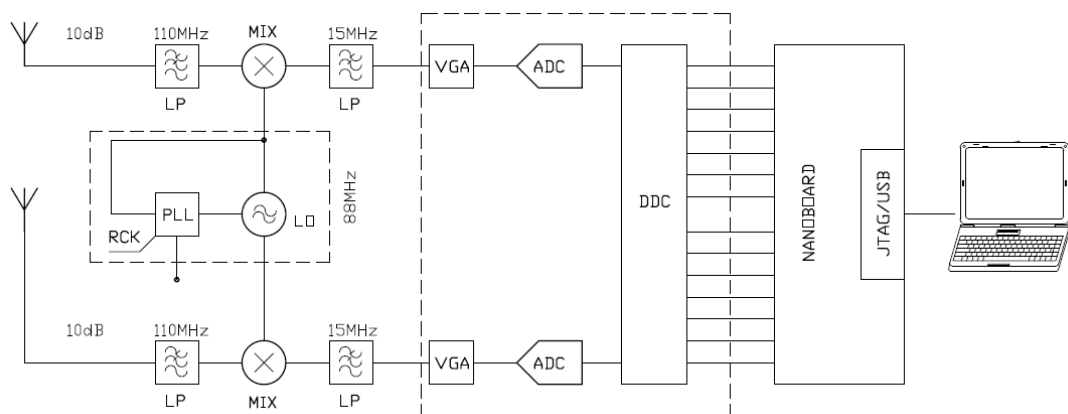 10dB
110MHz
MIX
15MHz
LP
LP
VGA
ADC
PLL
RCK
LO
88MHz
DDC
NANOBOARD
JTAG/USB
10dB
110MHz
15MHz
LP
MIX
LP
VGA
ADC